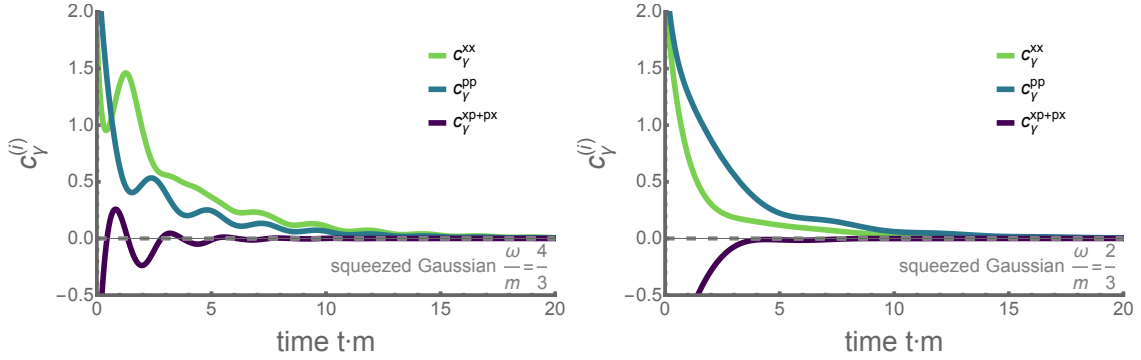 2.0
1.5
1.0
0.5
0.0
−0.5
c_γ^(i)
c_γ^xx
c_γ^pp
c_γ^xp+px
squeezed Gaussian ω/m = 4/3
0 5 10 15 20
time t·m
2.0
1.5
1.0
0.5
0.0
−0.5
c_γ^(i)
c_γ^xx
c_γ^pp
c_γ^xp+px
squeezed Gaussian ω/m = 2/3
0 5 10 15 20
time t·m